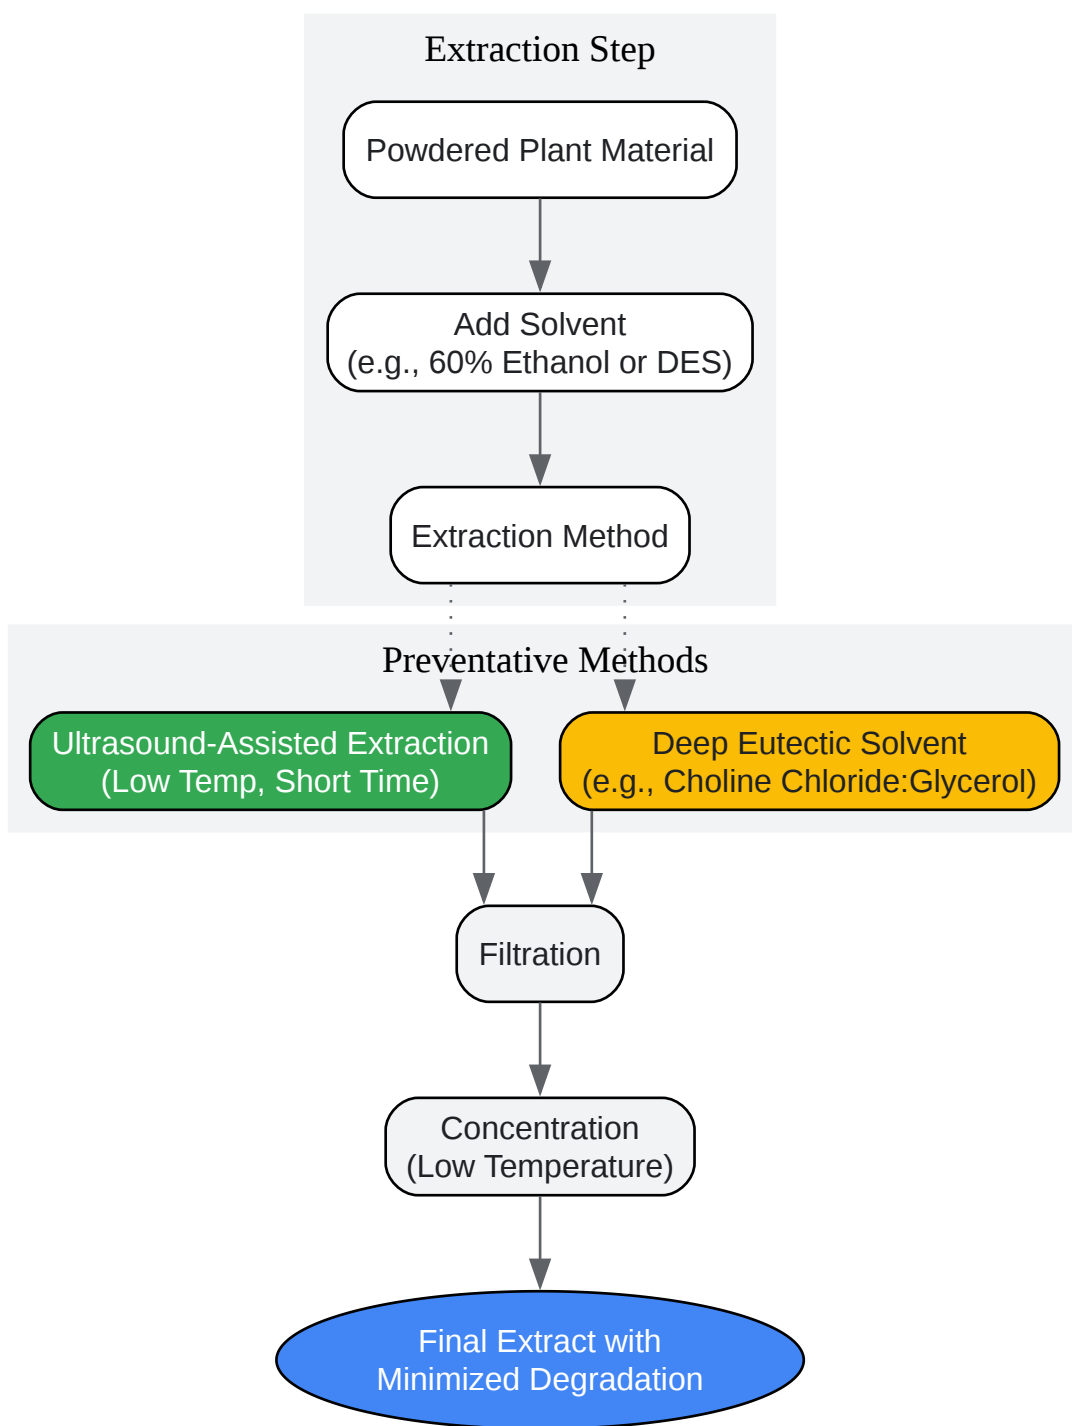 Extraction Step
Powdered Plant Material
Add Solvent
(e.g., 60% Ethanol or DES)
Extraction Method
Preventative Methods
Ultrasound-Assisted Extraction
(Low Temp, Short Time)
Deep Eutectic Solvent
(e.g., Choline Chloride:Glycerol)
Filtration
Concentration
(Low Temperature)
Final Extract with
Minimized Degradation